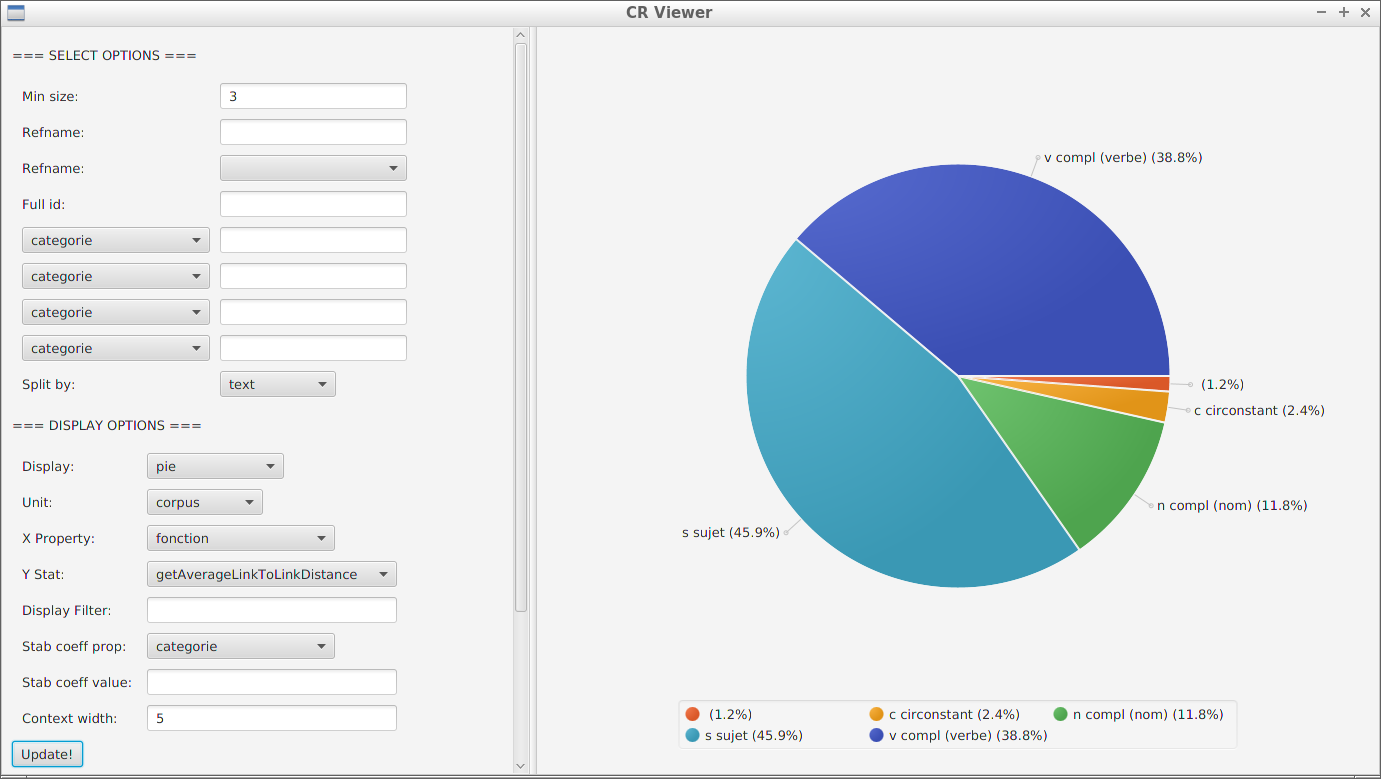 CR Viewer
=== SELECT OPTIONS ===
Min size: 3
Refname:
Refname:
Full id:
categorie
categorie
categorie
categorie
Split by: text
=== DISPLAY OPTIONS ===
Display: pie
Unit: corpus
X Property: fonction
Y Stat: getAverageLinkToLinkDistance
Display Filter:
Stab coeff prop: categorie
Stab coeff value:
Context width: 5
Update!
v compl (verbe) (38.8%)
(1.2%)
c circonstant (2.4%)
n compl (nom) (11.8%)
s sujet (45.9%)
(1.2%) c circonstant (2.4%) n compl (nom) (11.8%)
s sujet (45.9%) v compl (verbe) (38.8%)